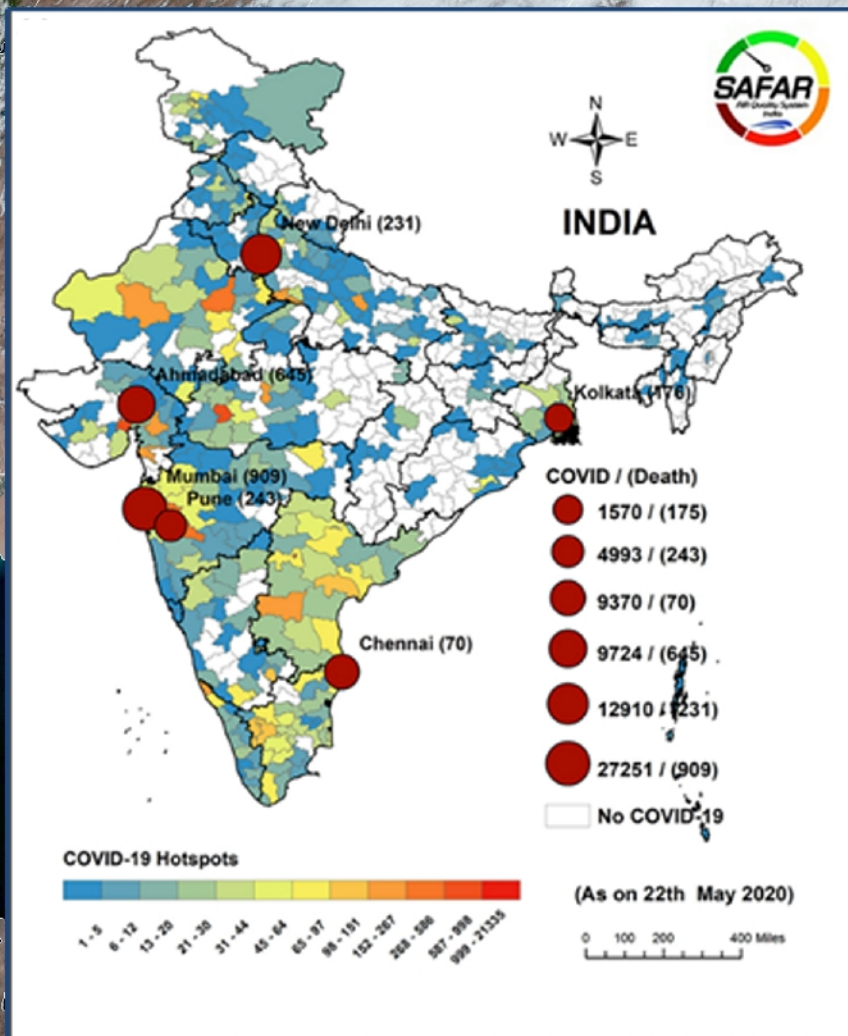 SAFAR
Air Quality System
India
N
W E
S
INDIA
New Delhi (231)
Ahmadabad (645)
Kolkata (176)
Mumbai (909)
Pune (243)
Chennai (70)
COVID / (Death)
1570 / (175)
4993 / (243)
9370 / (70)
9724 / (645)
12910 / (231)
27251 / (909)
No COVID-19
COVID-19 Hotspots
1 - 5
6 - 12
13 - 20
21 - 30
31 - 44
45 - 64
65 - 97
98 - 151
152 - 267
268 - 586
587 - 998
999 - 21335
(As on 22th May 2020)
0 100 200 400 Miles